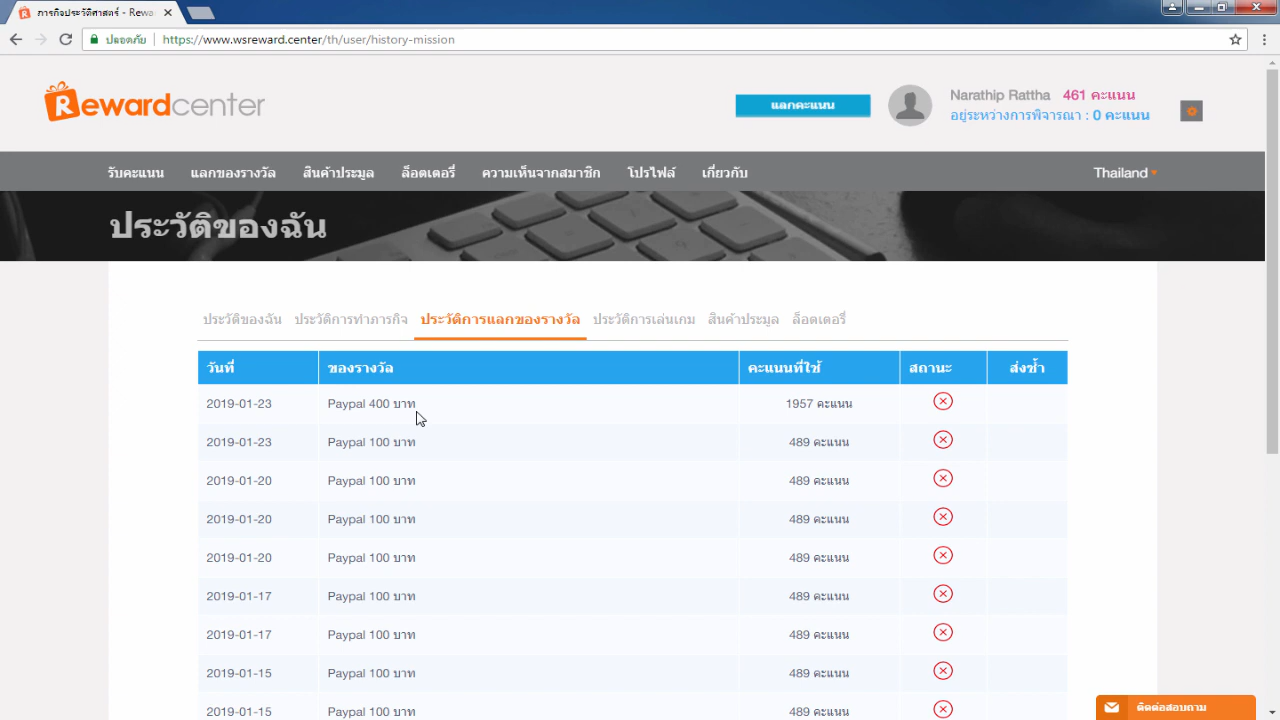 ภารกิจประวัติศาสตร์ - Rewa
ปลอดภัย | https://www.wsreward.center/th/user/history-mission
Rewardcenter
แลกคะแนน
Narathip Rattha 461 คะแนน
อยู่ระหว่างการพิจารณา : 0 คะแนน
รับคะแนน แลกของรางวัล สินค้าประมูล ล็อตเตอรี่ ความเห็นจากสมาชิก โปรไฟล์ เกี่ยวกับ Thailand
ประวัติของฉัน
ประวัติของฉัน ประวัติการทำภารกิจ ประวัติการแลกของรางวัล ประวัติการเล่นเกม สินค้าประมูล ล็อตเตอรี่
วันที่ ของรางวัล คะแนนที่ใช้ สถานะ ส่งซ้ำ
2019-01-23 Paypal 400 บาท 1957 คะแนน
2019-01-23 Paypal 100 บาท 489 คะแนน
2019-01-20 Paypal 100 บาท 489 คะแนน
2019-01-20 Paypal 100 บาท 489 คะแนน
2019-01-20 Paypal 100 บาท 489 คะแนน
2019-01-17 Paypal 100 บาท 489 คะแนน
2019-01-17 Paypal 100 บาท 489 คะแนน
2019-01-15 Paypal 100 บาท 489 คะแนน
2019-01-15 Paypal 100 บาท 489 คะแนน
ติดต่อสอบถาม